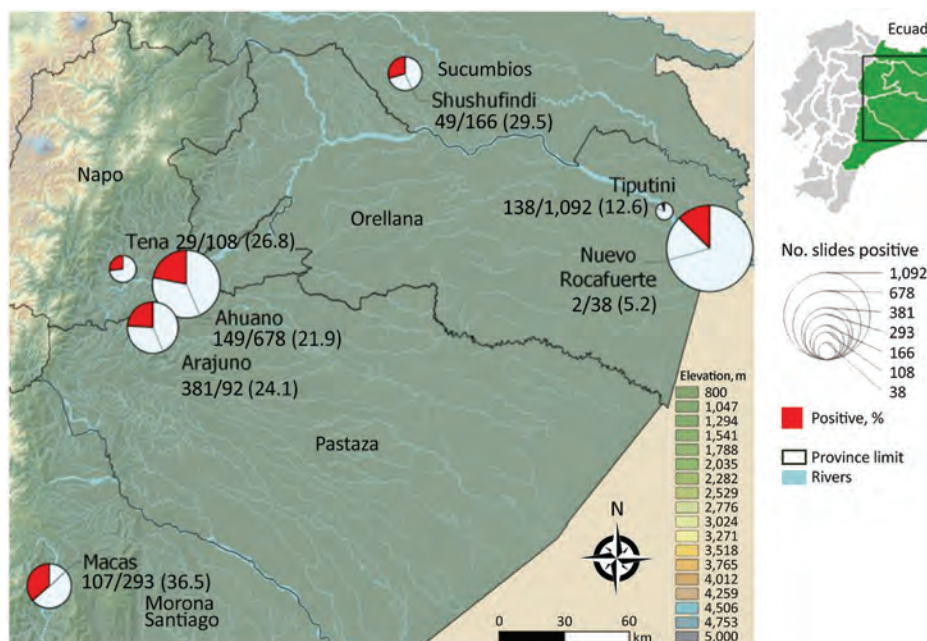 Sucumbios
Shushufindi
49/166 (29.5)
Napo
Tiputini
138/1,092 (12.6)
Orellana
Tena 29/108 (26.8)
Nuevo
Rocafuerte
2/38 (5.2)
Ahuano
149/678 (21.9)
Arajuno
381/92 (24.1)
Pastaza
Macas
107/293 (36.5)
Morona
Santiago
N
0 30 60
km
Elevation, m
800
1,047
1,294
1,541
1,788
2,035
2,282
2,529
2,776
3,024
3,271
3,518
3,765
4,012
4,259
4,506
4,753
5,000
Ecuad
No. slides positive
1,092
678
381
293
166
108
38
Positive, %
Province limit
Rivers